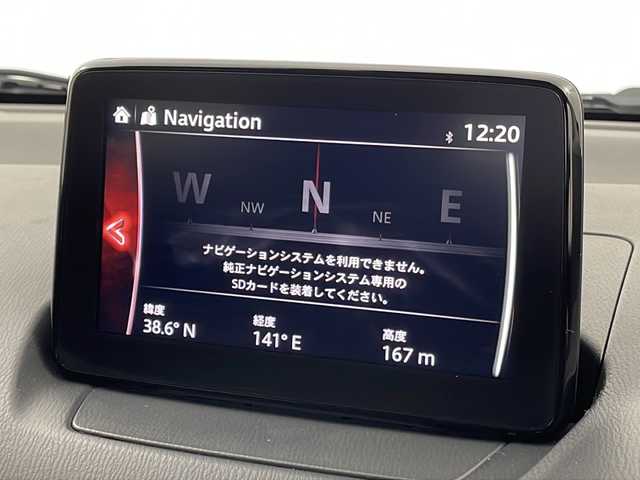 Navigation
12:20
W NW N NE E
ナビゲーションシステムを利用できません。
純正ナビゲーションシステム専用の
SDカードを装着してください。
緯度 経度 高度
38.6° N 141° E 167 m